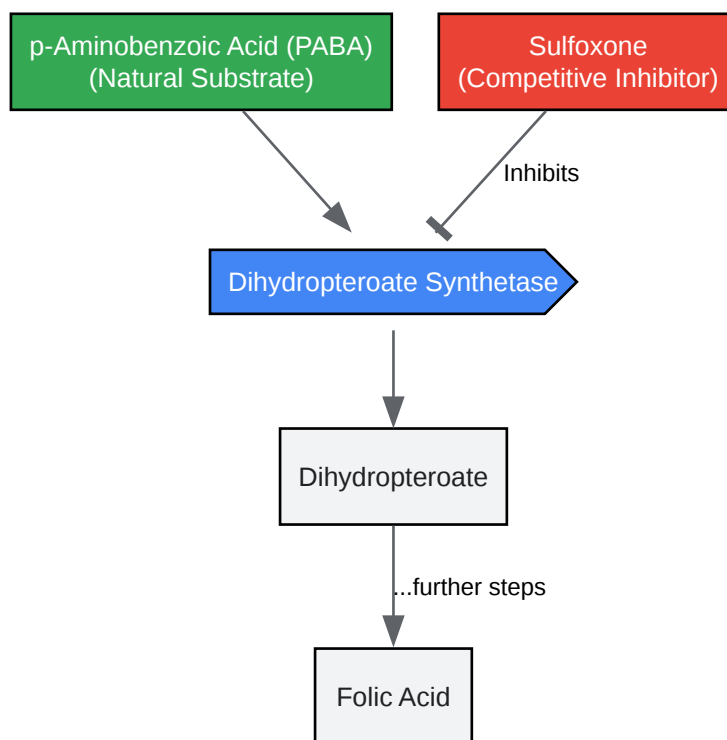 p-Aminobenzoic Acid (PABA)
(Natural Substrate)
Sulfoxone
(Competitive Inhibitor)
Inhibits
Dihydropteroate Synthetase
Dihydropteroate
...further steps
Folic Acid